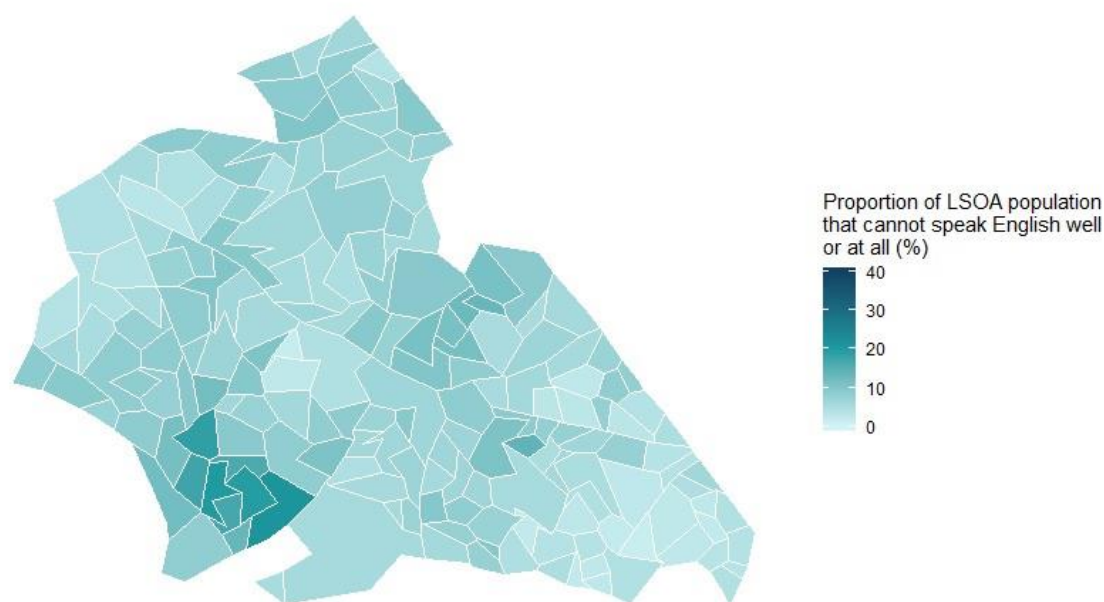 Proportion of LSOA population
that cannot speak English well
or at all (%)
40
30
20
10
0